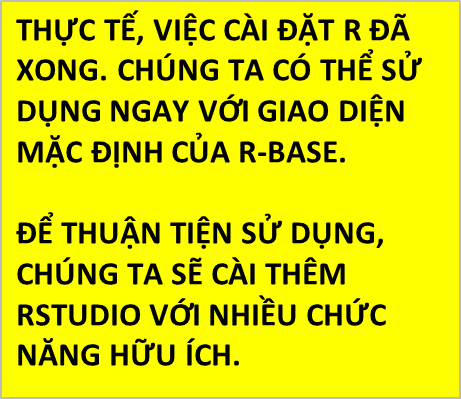 THỰC TẾ, VIỆC CÀI ĐẶT R ĐÃ
XONG. CHÚNG TA CÓ THỂ SỬ
DỤNG NGAY VỚI GIAO DIỆN
MẶC ĐỊNH CỦA R-BASE.
ĐỂ THUẬN TIỆN SỬ DỤNG,
CHÚNG TA SẼ CÀI THÊM
RSTUDIO VỚI NHIỀU CHỨC
NĂNG HỮU ÍCH.